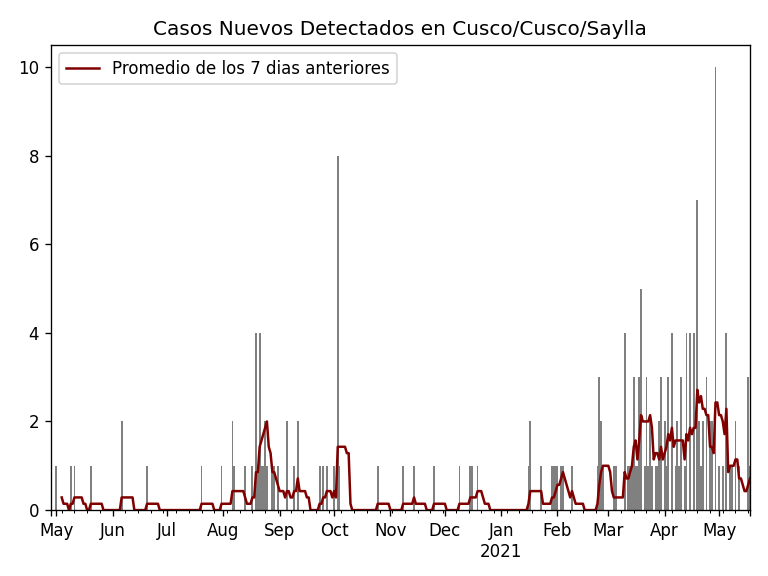 Casos Nuevos Detectados en Cusco/Cusco/Saylla
Promedio de los 7 dias anteriores
10
8
6
4
2
0
May Jun Jul Aug Sep Oct Nov Dec Jan Feb Mar Apr May
2021